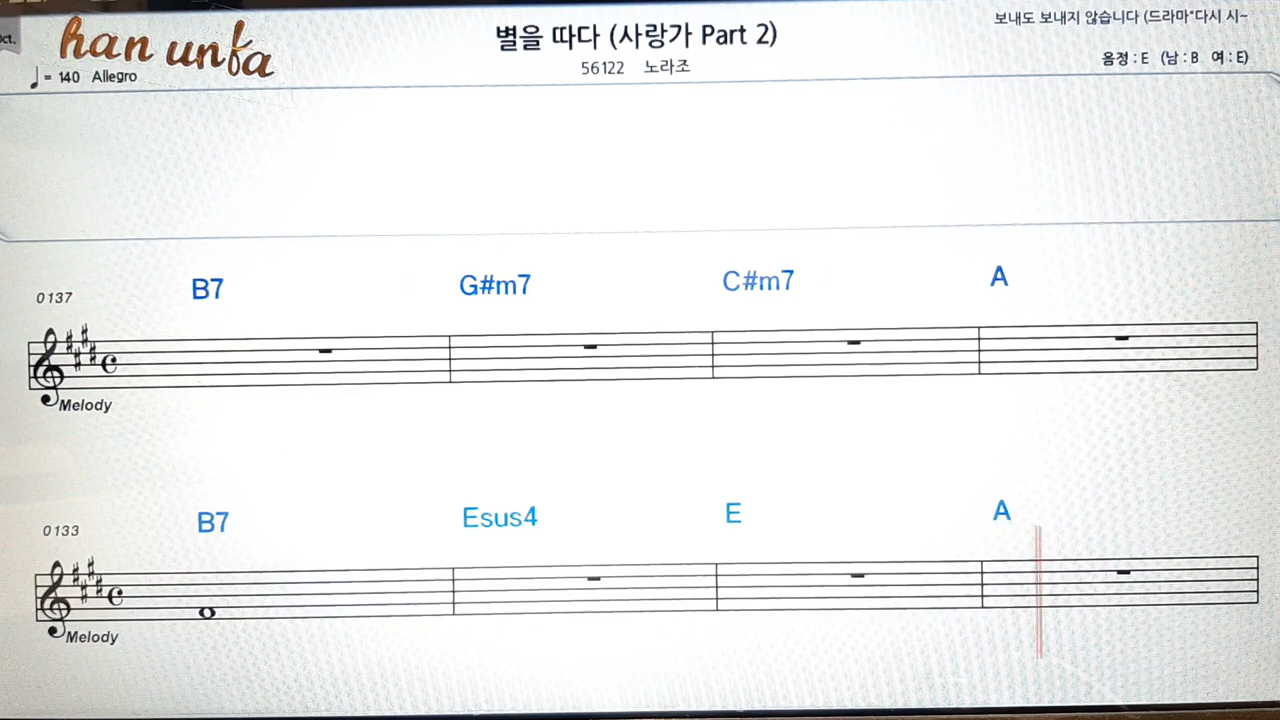 Oct.
han unfa
♩ = 140 Allegro
별을 따다 (사랑가 Part 2)
56122 노라조
보내도 보내지 않습니다 (드라마"다시 시~
음정 : E (남 : B 여 : E)
B7 G#m7 C#m7 A
0137
Melody
B7 Esus4 E A
0133
Melody